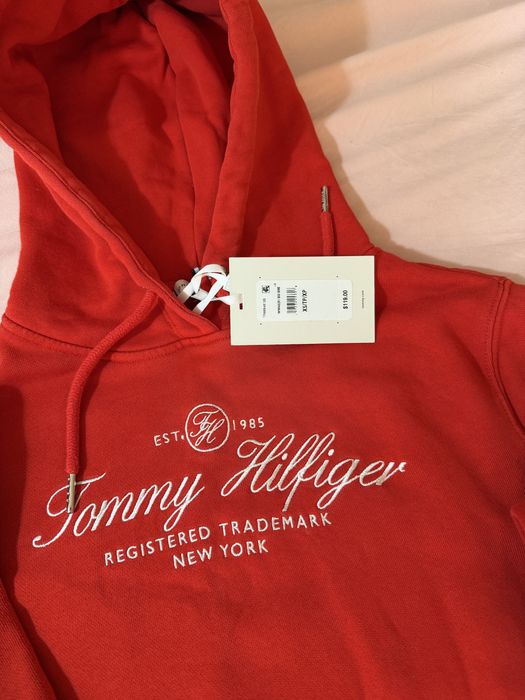 XS/TP/XP
$119.00
EST. TH 1985
Tommy Hilfiger
REGISTERED TRADEMARK
NEW YORK